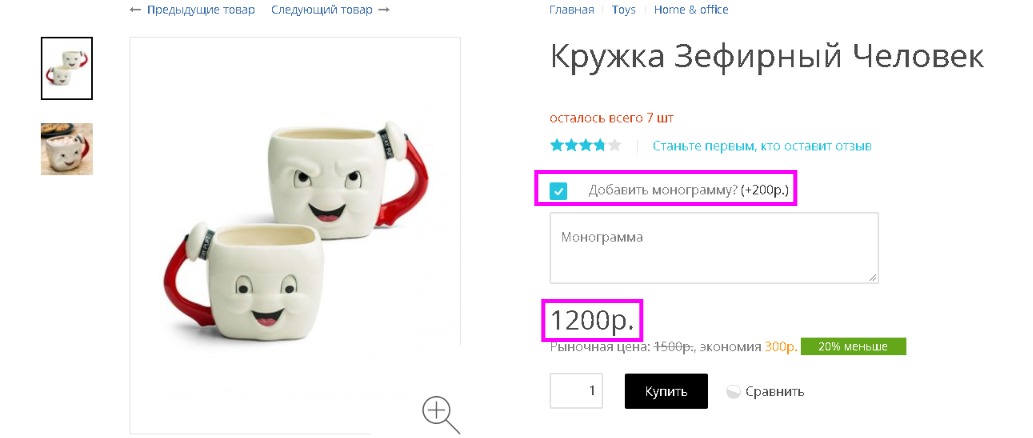 ← Предыдущие товар Следующий товар →
Главная Toys Home & office
Кружка Зефирный Человек
осталось всего 7 шт
Станьте первым, кто оставит отзыв
Добавить монограмму? (+200р.)
Монограмма
1200р.
Рыночная цена: 1500р., экономия 300р. 20% меньше
1 Купить Сравнить